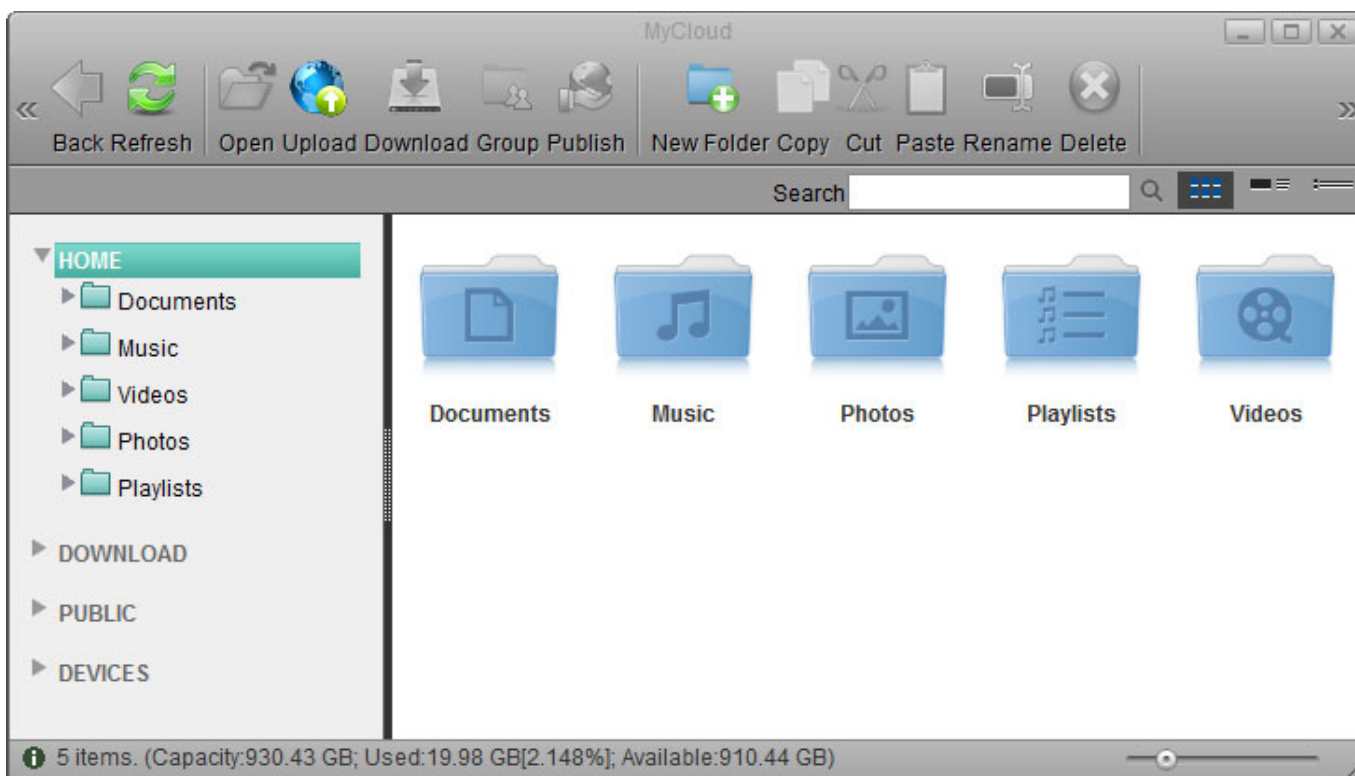 MyCloud
Back Refresh Open Upload Download Group Publish New Folder Copy Cut Paste Rename Delete
Search
HOME
Documents
Music
Videos
Photos
Playlists
DOWNLOAD
PUBLIC
DEVICES
Documents Music Photos Playlists Videos
5 items. (Capacity:930.43 GB; Used:19.98 GB[2.148%]; Available:910.44 GB)